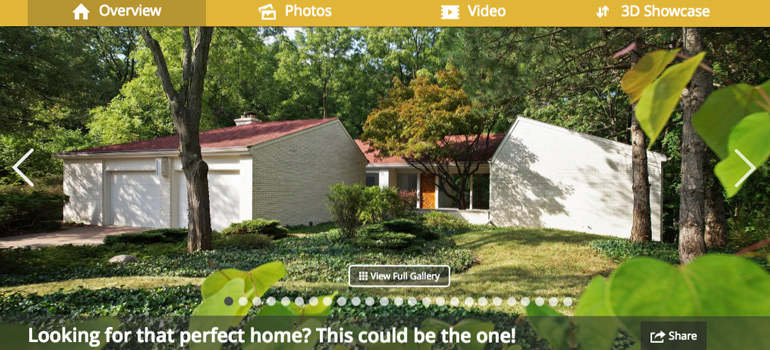 Overview
Photos
Video
3D Showcase
View Full Gallery
Looking for that perfect home? This could be the one!
Share